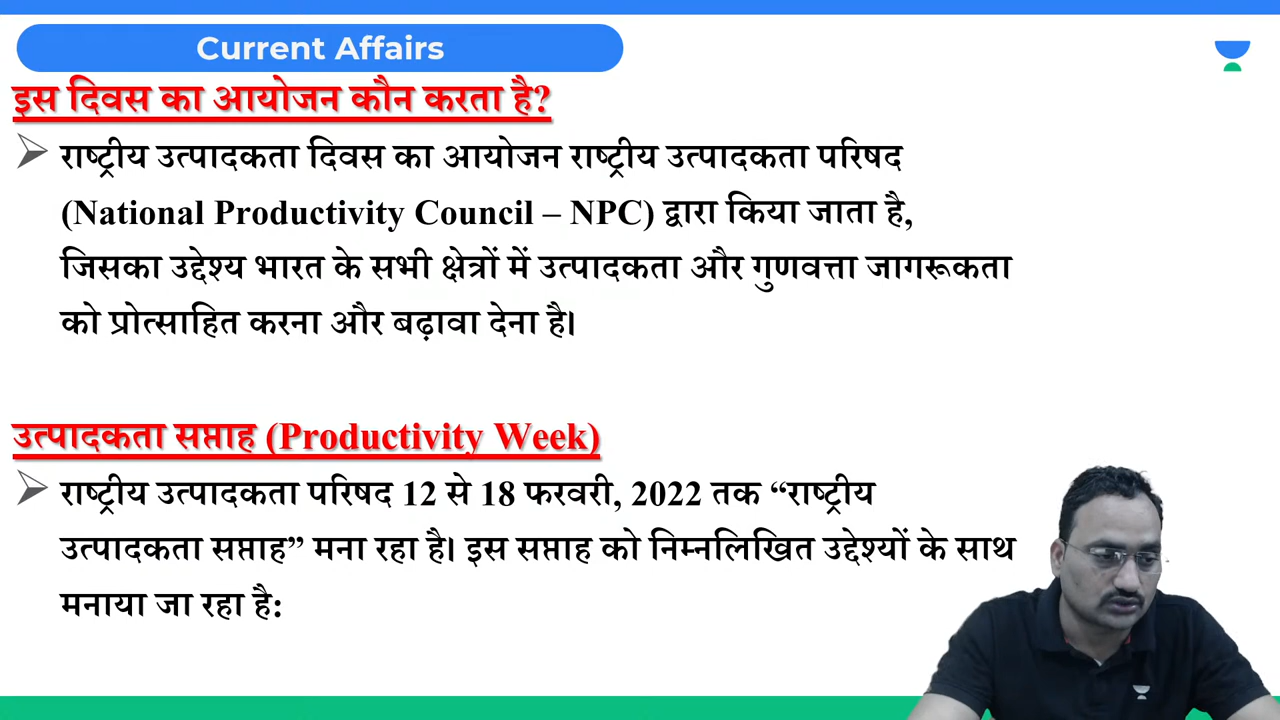 Current Affairs
इस दिवस का आयोजन कौन करता है?
राष्ट्रीय उत्पादकता दिवस का आयोजन राष्ट्रीय उत्पादकता परिषद
(National Productivity Council – NPC) द्वारा किया जाता है,
जिसका उद्देश्य भारत के सभी क्षेत्रों में उत्पादकता और गुणवत्ता जागरूकता
को प्रोत्साहित करना और बढ़ावा देना है।
उत्पादकता सप्ताह (Productivity Week)
राष्ट्रीय उत्पादकता परिषद 12 से 18 फरवरी, 2022 तक “राष्ट्रीय
उत्पादकता सप्ताह” मना रहा है। इस सप्ताह को निम्नलिखित उद्देश्यों के साथ
मनाया जा रहा है: